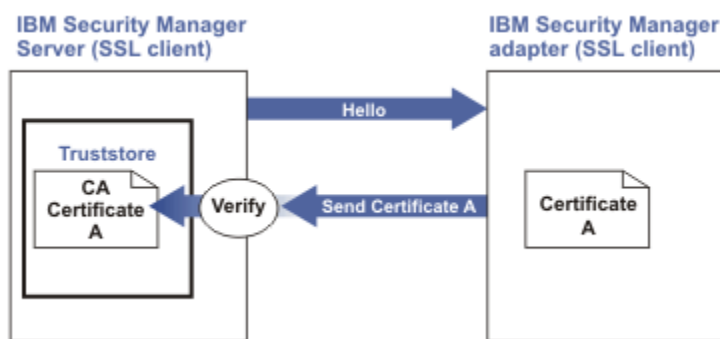 IBM Security Manager
Server (SSL client)
IBM Security Manager
adapter (SSL client)
Hello
Truststore
CA
Certificate
A
Verify
Send Certificate A
Certificate
A